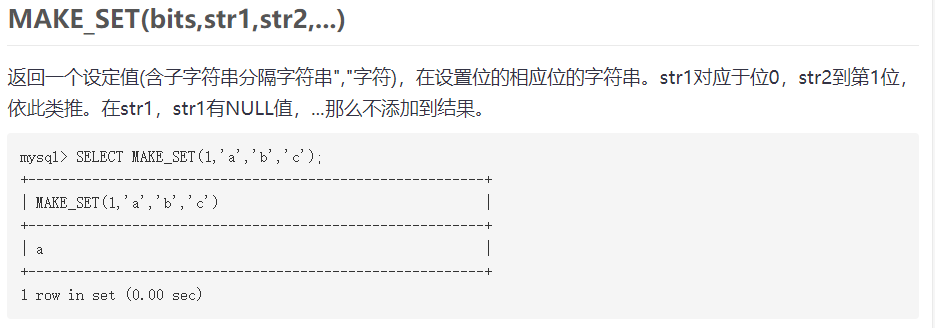 MAKE_SET(bits,str1,str2,...)
返回一个设定值(含子字符串分隔字符串","字符)，在设置位的相应位的字符串。str1对应于位0，str2到第1位，
依此类推。在str1，str1有NULL值，...那么不添加到结果。
mysql> SELECT MAKE_SET(1,'a','b','c');
+---------------------------------------------------------+
| MAKE_SET(1,'a','b','c')                                 |
+---------------------------------------------------------+
| a                                                       |
+---------------------------------------------------------+
1 row in set (0.00 sec)